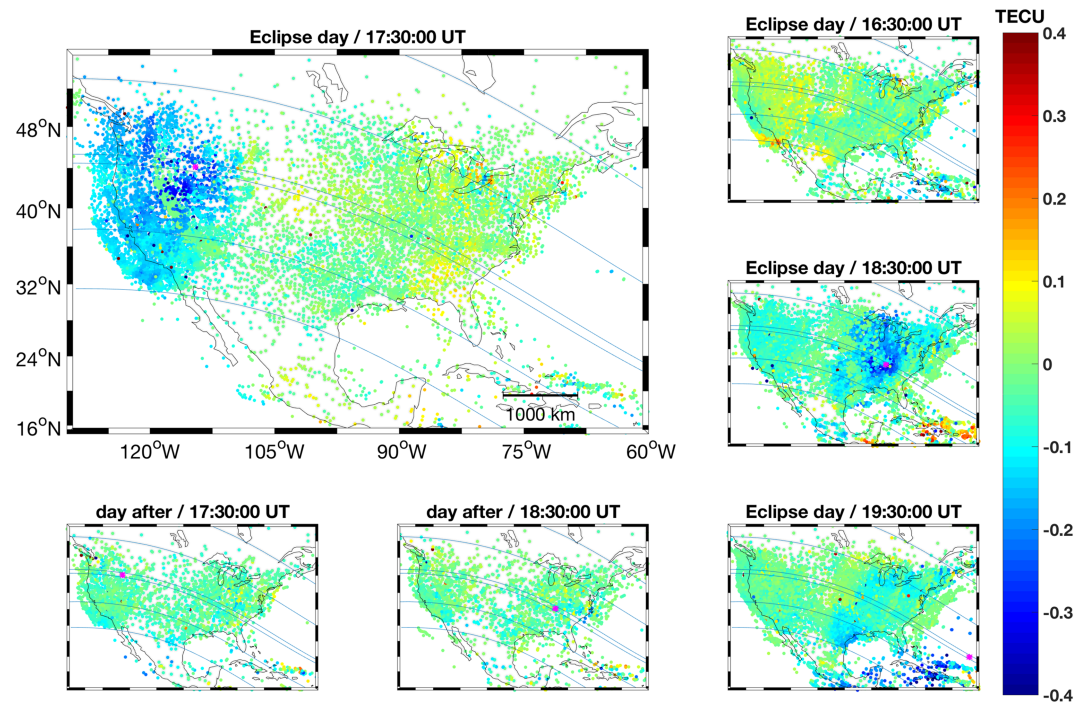 Eclipse day / 17:30:00 UT
48°N
40°N
32°N
24°N
16°N
120°W
105°W
90°W
75°W
60°W
1000 km
Eclipse day / 16:30:00 UT
Eclipse day / 18:30:00 UT
day after / 17:30:00 UT
day after / 18:30:00 UT
Eclipse day / 19:30:00 UT
TECU
0.4
0.3
0.2
0.1
0
-0.1
-0.2
-0.3
-0.4